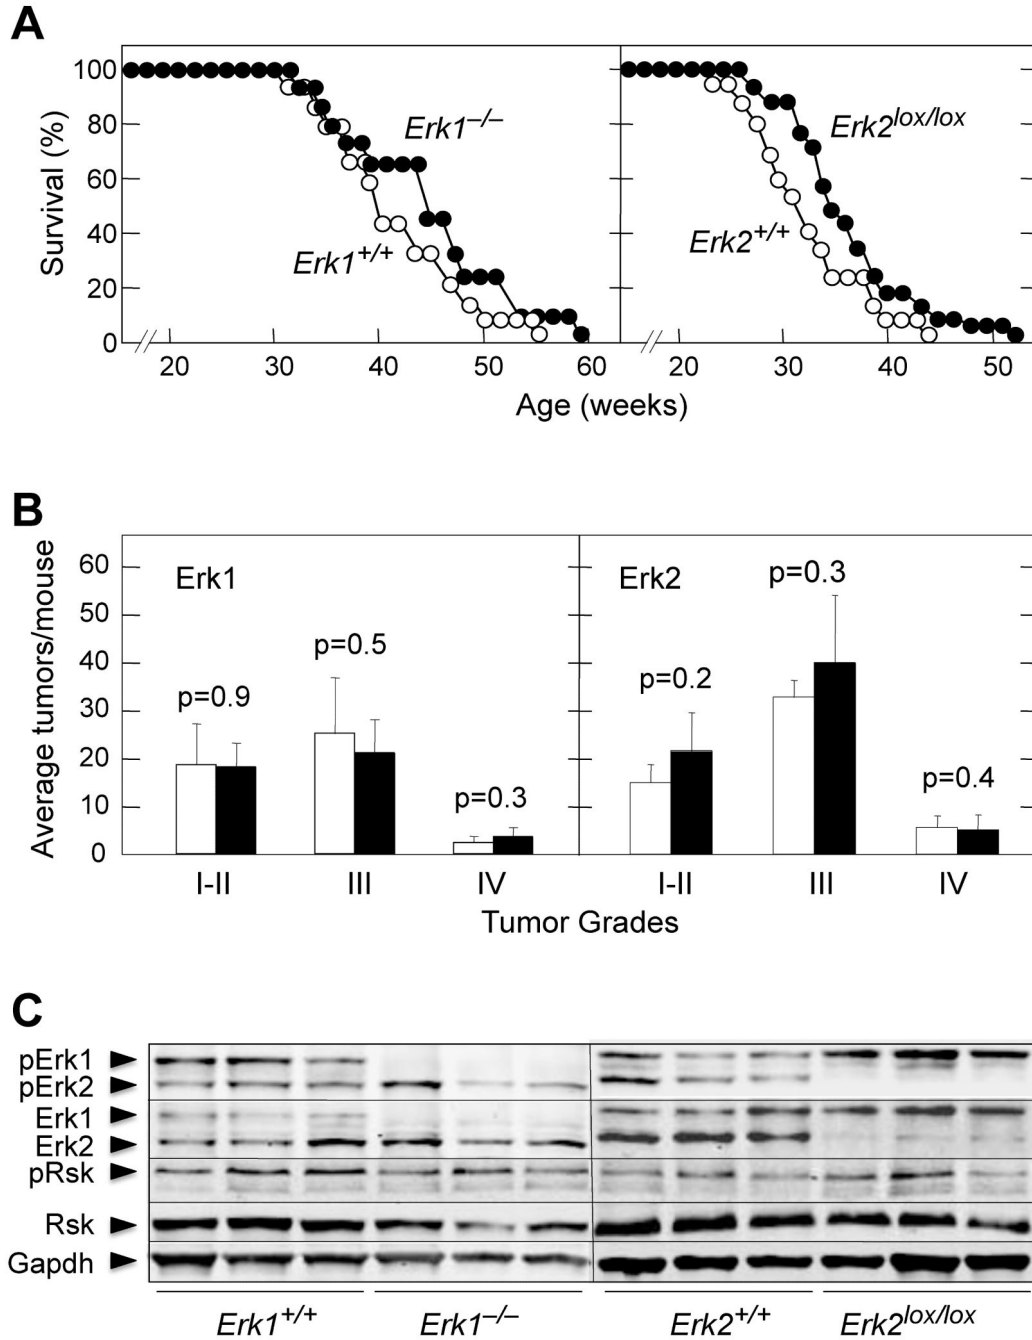 A
Survival (%)
100
80
60
40
20
0
Erk1–/–
Erk1+/+
Erk2lox/lox
Erk2+/+
20 30 40 50 60 20 30 40 50
Age (weeks)
B
Average tumors/mouse
60
50
40
30
20
10
0
Erk1
p=0.9
p=0.5
p=0.3
Erk2
p=0.2
p=0.3
p=0.4
I-II III IV I-II III IV
Tumor Grades
C
pErk1
pErk2
Erk1
Erk2
pRsk
Rsk
Gapdh
Erk1+/+ Erk1–/– Erk2+/+ Erk2lox/lox